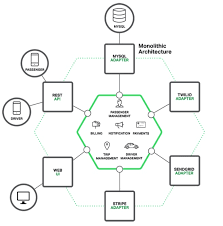 MYSQL
Monolithic
Architecture
MYSQL
ADAPTER
PASSENGER
REST
API
TWILIO
ADAPTER
DRIVER
PASSENGER
MANAGEMENT
BILLING
NOTIFICATION
PAYMENTS
TRIP
MANAGEMENT
DRIVER
MANAGEMENT
WEB
UI
SENDGRID
ADAPTER
STRIPE
ADAPTER